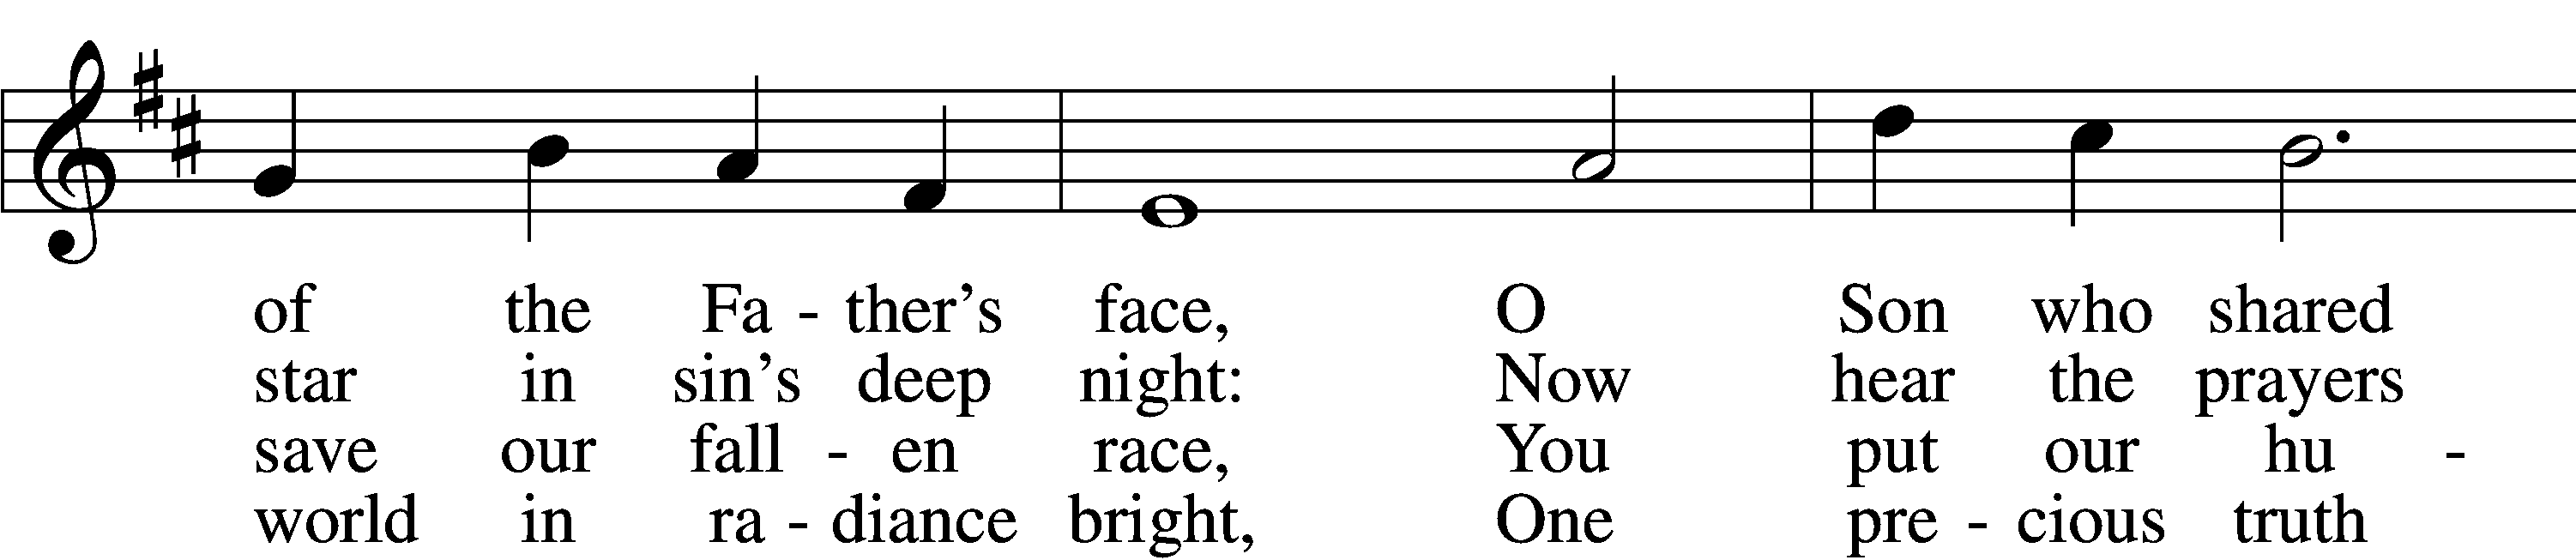 of the Fa - ther’s face, O Son who shared
star in sin’s deep night: Now hear the prayers
save our fall - en race, You put our hu -
world in ra - diance bright, One pre - cious truth